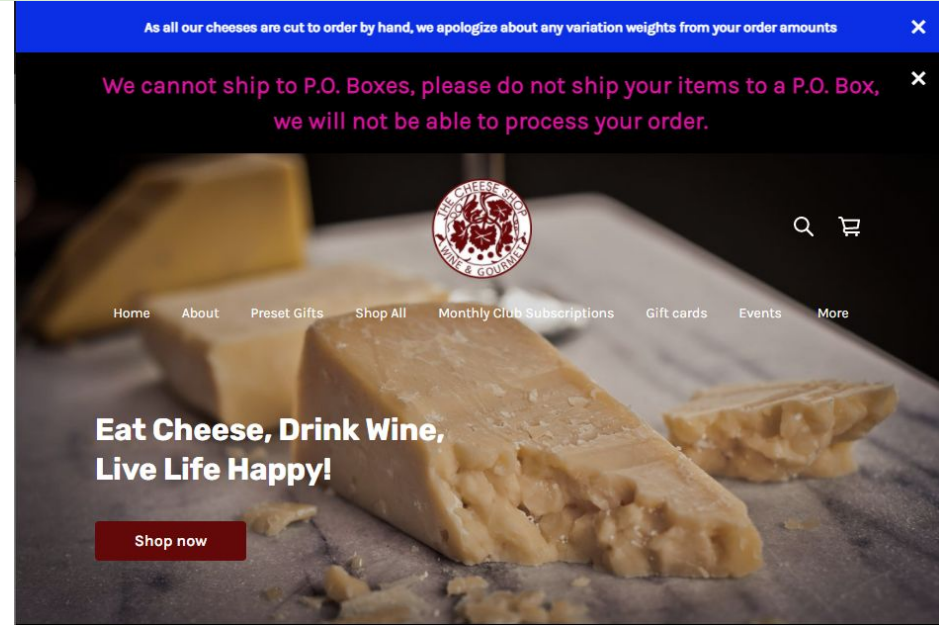 As all our cheeses are cut to order by hand, we apologize about any variation weights from your order amounts
We cannot ship to P.O. Boxes, please do not ship your items to a P.O. Box,
we will not be able to process your order.
THE CHEESE SHOP
WINE & GOURMET
Home About Preset Gifts Shop All Monthly Club Subscriptions Gift cards Events More
Eat Cheese, Drink Wine,
Live Life Happy!
Shop now